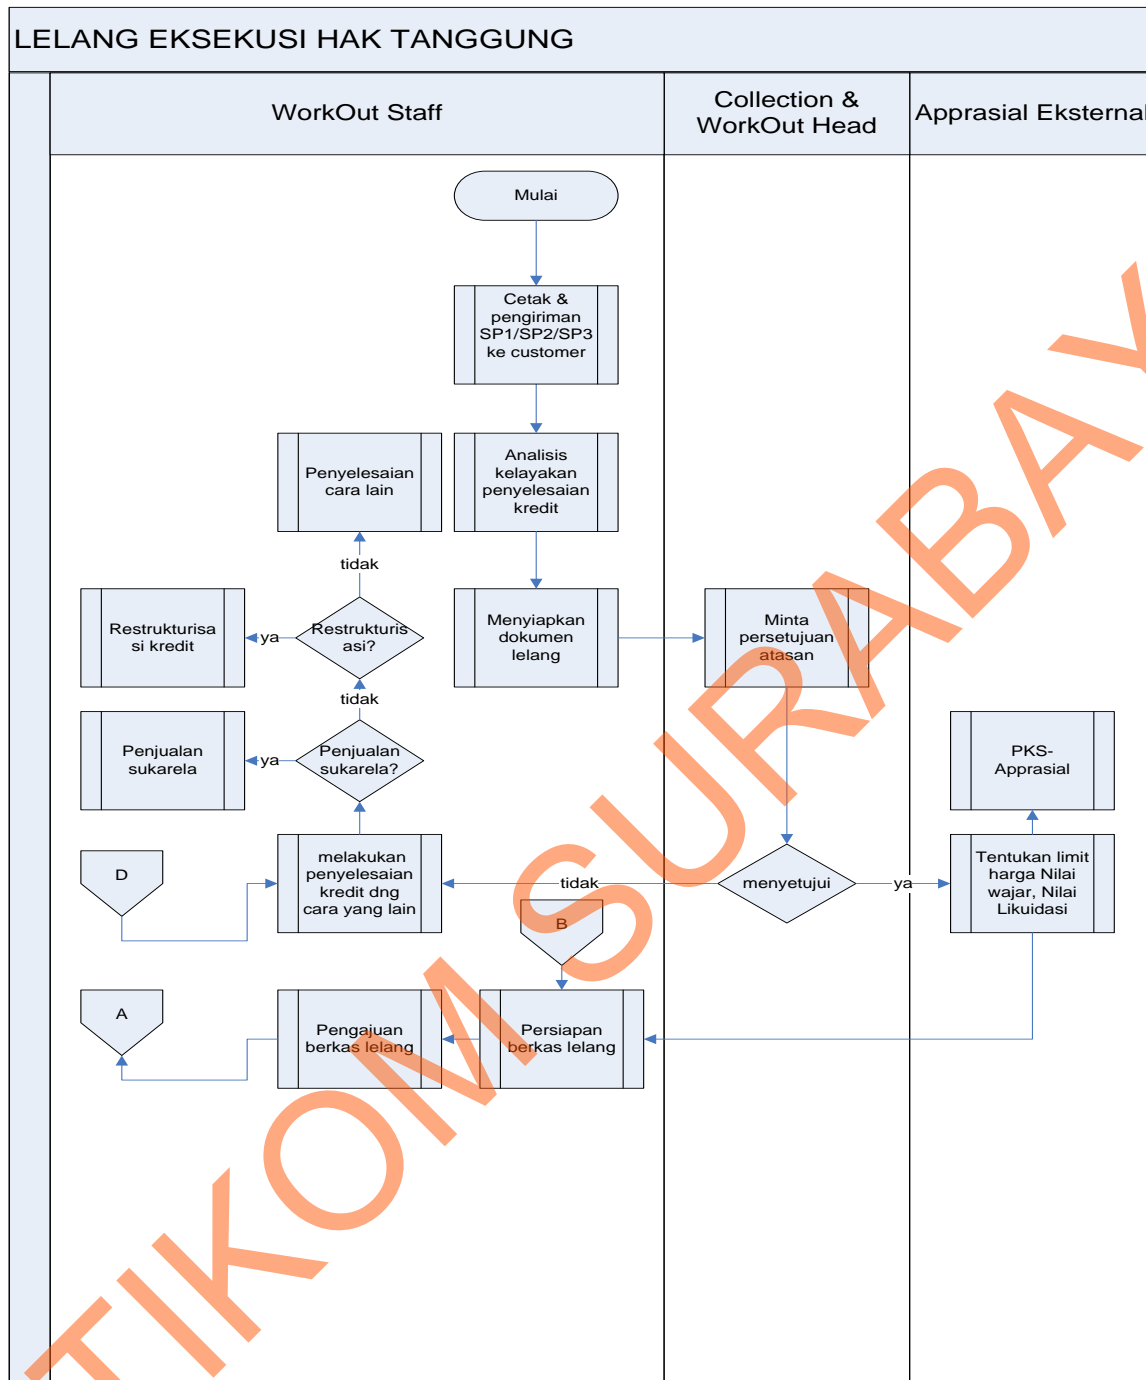 LELANG EKSEKUSI HAK TANGGUNG
WorkOut Staff
Collection &
WorkOut Head
Apprasial Eksternal
Mulai
Cetak &
pengiriman
SP1/SP2/SP3
ke customer
Penyelesaian
cara lain
Analisis
kelayakan
penyelesaian
kredit
tidak
Restrukturisa
si kredit
ya
Restrukturis
asi?
Menyiapkan
dokumen
lelang
Minta
persetujuan
atasan
tidak
Penjualan
sukarela
ya
Penjualan
sukarela?
PKS-
Apprasial
D
melakukan
penyelesaian
kredit dng
cara yang lain
tidak
menyetujui
ya
Tentukan limit
harga Nilai
wajar, Nilai
Likuidasi
B
A
Pengajuan
berkas lelang
Persiapan
berkas lelang
TIKOM SURABAY